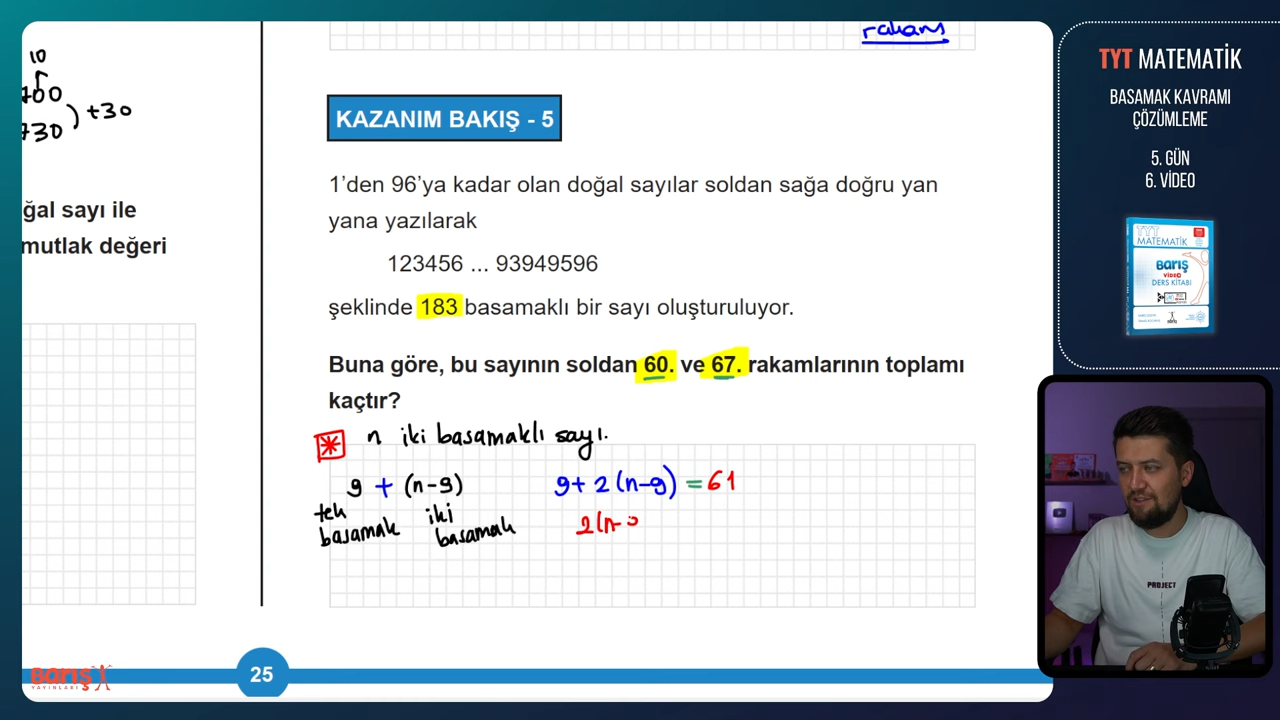 10
700
730 ) +30
ğal sayı ile
mutlak değeri
rakam
KAZANIM BAKIŞ - 5
1’den 96’ya kadar olan doğal sayılar soldan sağa doğru yan
yana yazılarak
123456 ... 93949596
şeklinde 183 basamaklı bir sayı oluşturuluyor.
Buna göre, bu sayının soldan 60. ve 67. rakamlarının toplamı
kaçtır?
n iki basamaklı sayı.
9 + (n-9)
tek
basamak
iki
basamak
9+2(n-9) = 61
2(n-
25
BARIŞ
YAYINLARI
TYT MATEMATİK
BASAMAK KAVRAMI
ÇÖZÜMLEME
5. GÜN
6. VİDEO
TYT
MATEMATİK
BARIŞ
VİDEO
DERS KİTABI
PROJECT